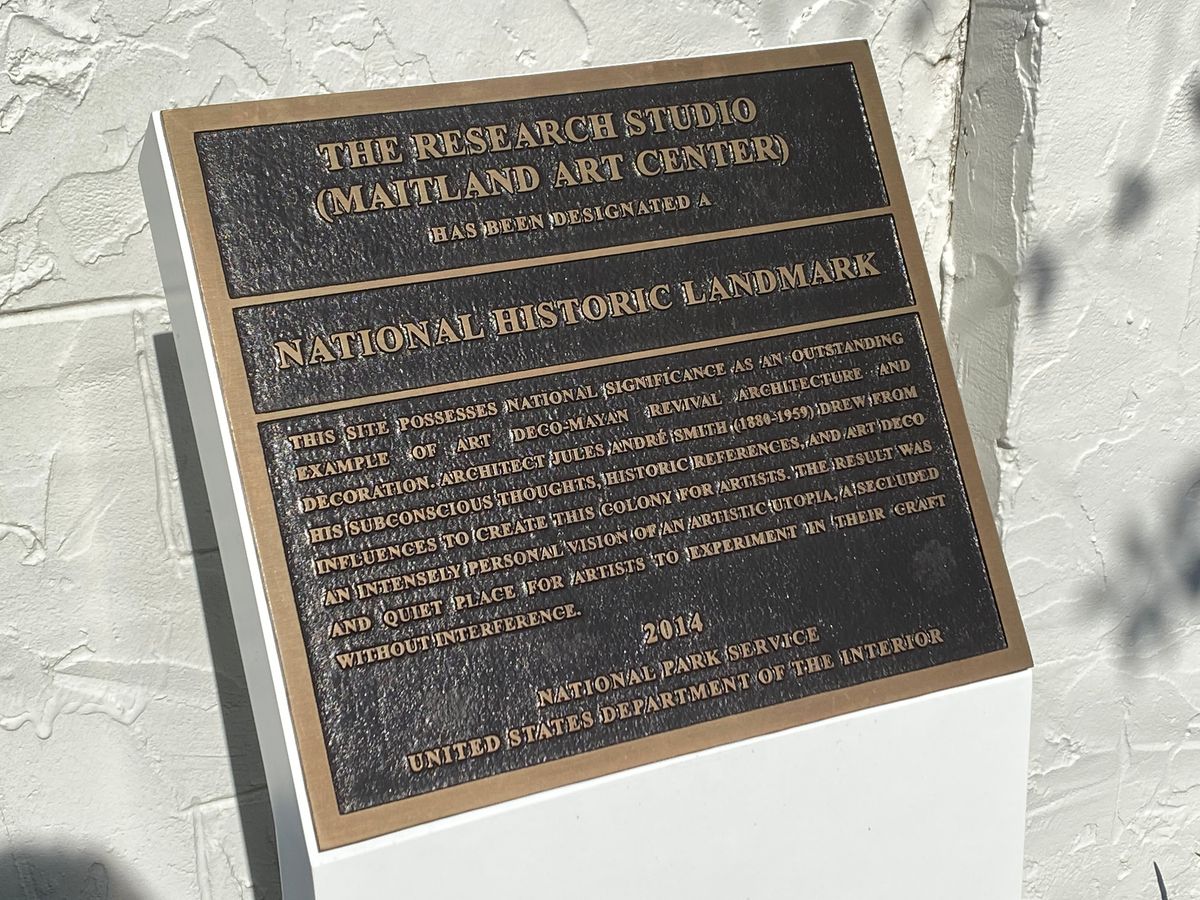 THE RESEARCH STUDIO
(MAITLAND ART CENTER)
HAS BEEN DESIGNATED A
NATIONAL HISTORIC LANDMARK
THIS SITE POSSESSES NATIONAL SIGNIFICANCE AS AN OUTSTANDING
EXAMPLE OF ART DECO-MAYAN REVIVAL ARCHITECTURE AND
DECORATION. ARCHITECT JULES ANDRÉ SMITH (1880-1959) DREW FROM
HIS SUBCONSCIOUS THOUGHTS, HISTORIC REFERENCES, AND ART DECO
INFLUENCES TO CREATE THIS COLONY FOR ARTISTS. THE RESULT WAS
AN INTENSELY PERSONAL VISION OF AN ARTISTIC UTOPIA, A SECLUDED
AND QUIET PLACE FOR ARTISTS TO EXPERIMENT IN THEIR CRAFT
WITHOUT INTERFERENCE.
2014
NATIONAL PARK SERVICE
UNITED STATES DEPARTMENT OF THE INTERIOR